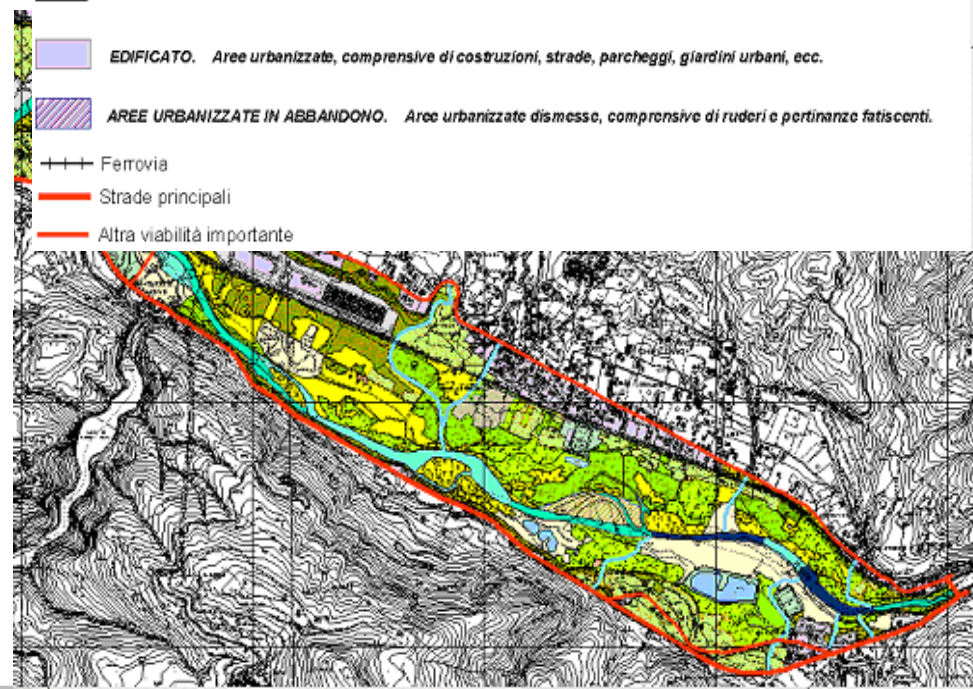 EDIFICATO. Aree urbanizzate, comprensive di costruzioni, strade, parcheggi, giardini urbani, ecc.
AREE URBANIZZATE IN ABBANDONO. Aree urbanizzate dismesse, comprensive di ruderi e pertinanze fatiscenti.
Ferrovia
Strade principali
Altra viabilità importante